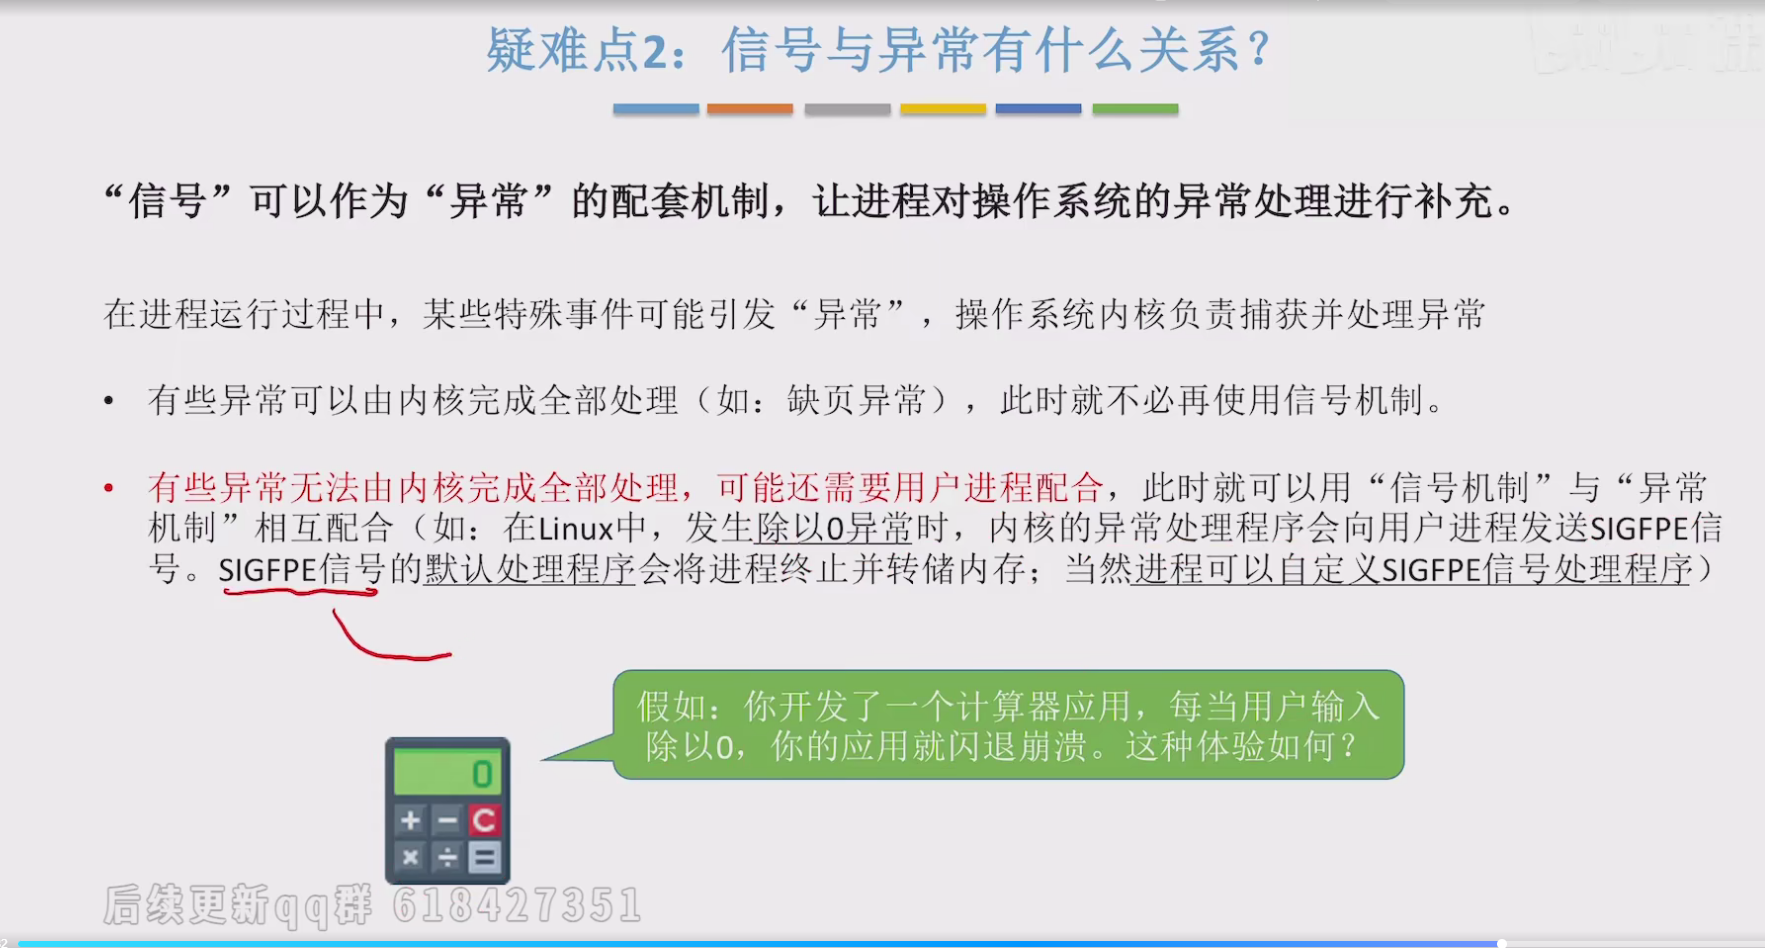 疑难点2：信号与异常有什么关系？
“信号”可以作为“异常”的配套机制，让进程对操作系统的异常处理进行补充。
在进程运行过程中，某些特殊事件可能引发“异常”，操作系统内核负责捕获并处理异常
• 有些异常可以由内核完成全部处理（如：缺页异常），此时就不必再使用信号机制。
• 有些异常无法由内核完成全部处理，可能还需要用户进程配合，此时就可以用“信号机制”与“异常
机制”相互配合（如：在Linux中，发生除以0异常时，内核的异常处理程序会向用户进程发送SIGFPE信
号。SIGFPE信号的默认处理程序会将进程终止并转储内存；当然进程可以自定义SIGFPE信号处理程序）
假如：你开发了一个计算器应用，每当用户输入
除以0，你的应用就闪退崩溃。这种体验如何？
0
+ − C
× ÷ =
后续更新qq群 618427351